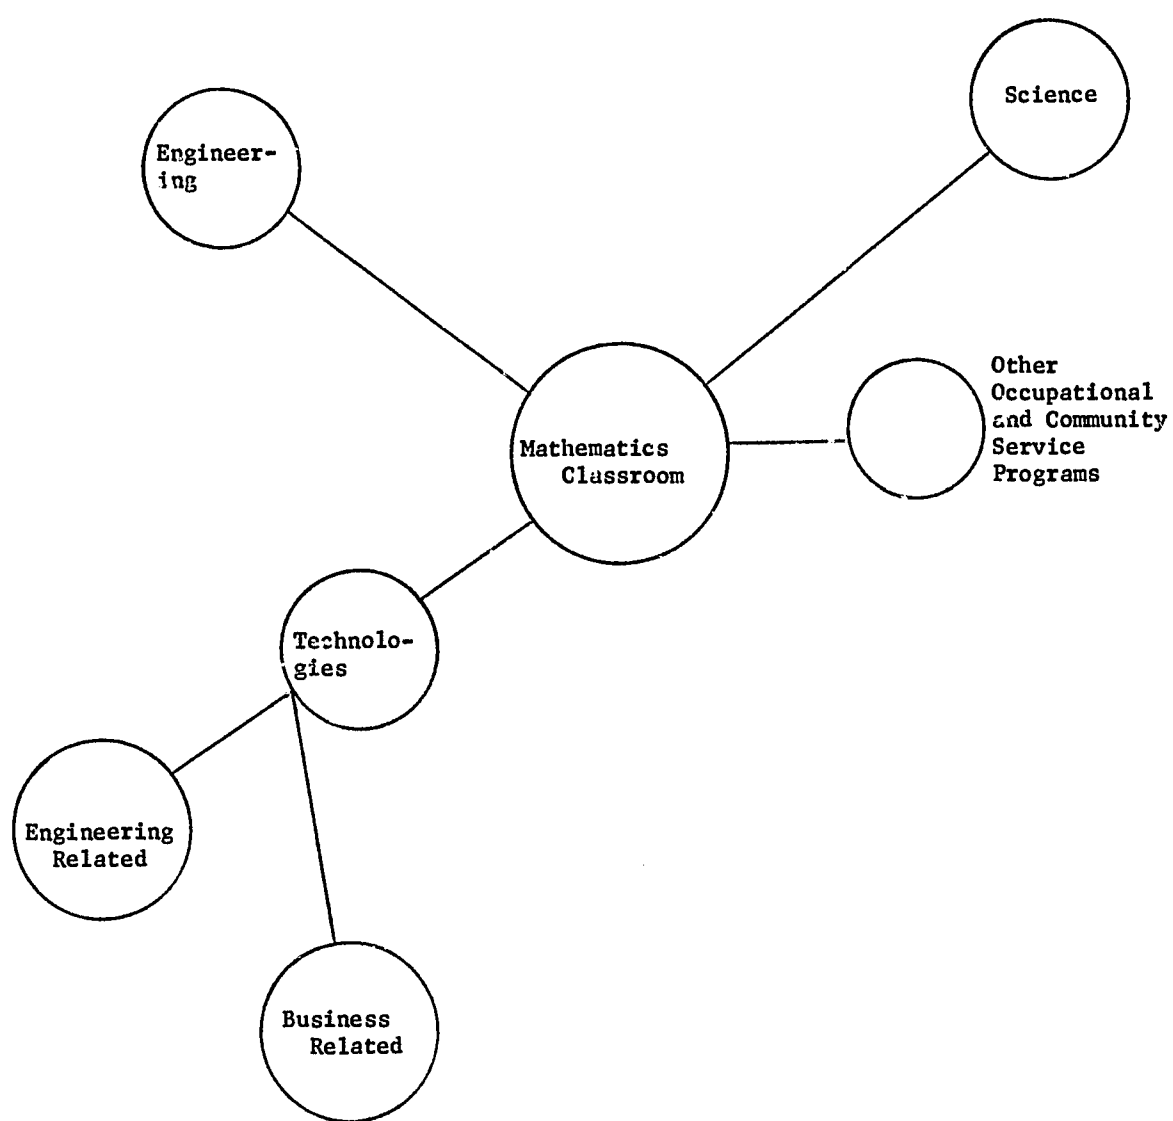 Science
Engineer-
ing
Other
Occupational
and Community
Service
Programs
Mathematics
Classroom
Technolo-
gies
Engineering
Related
Business
Related